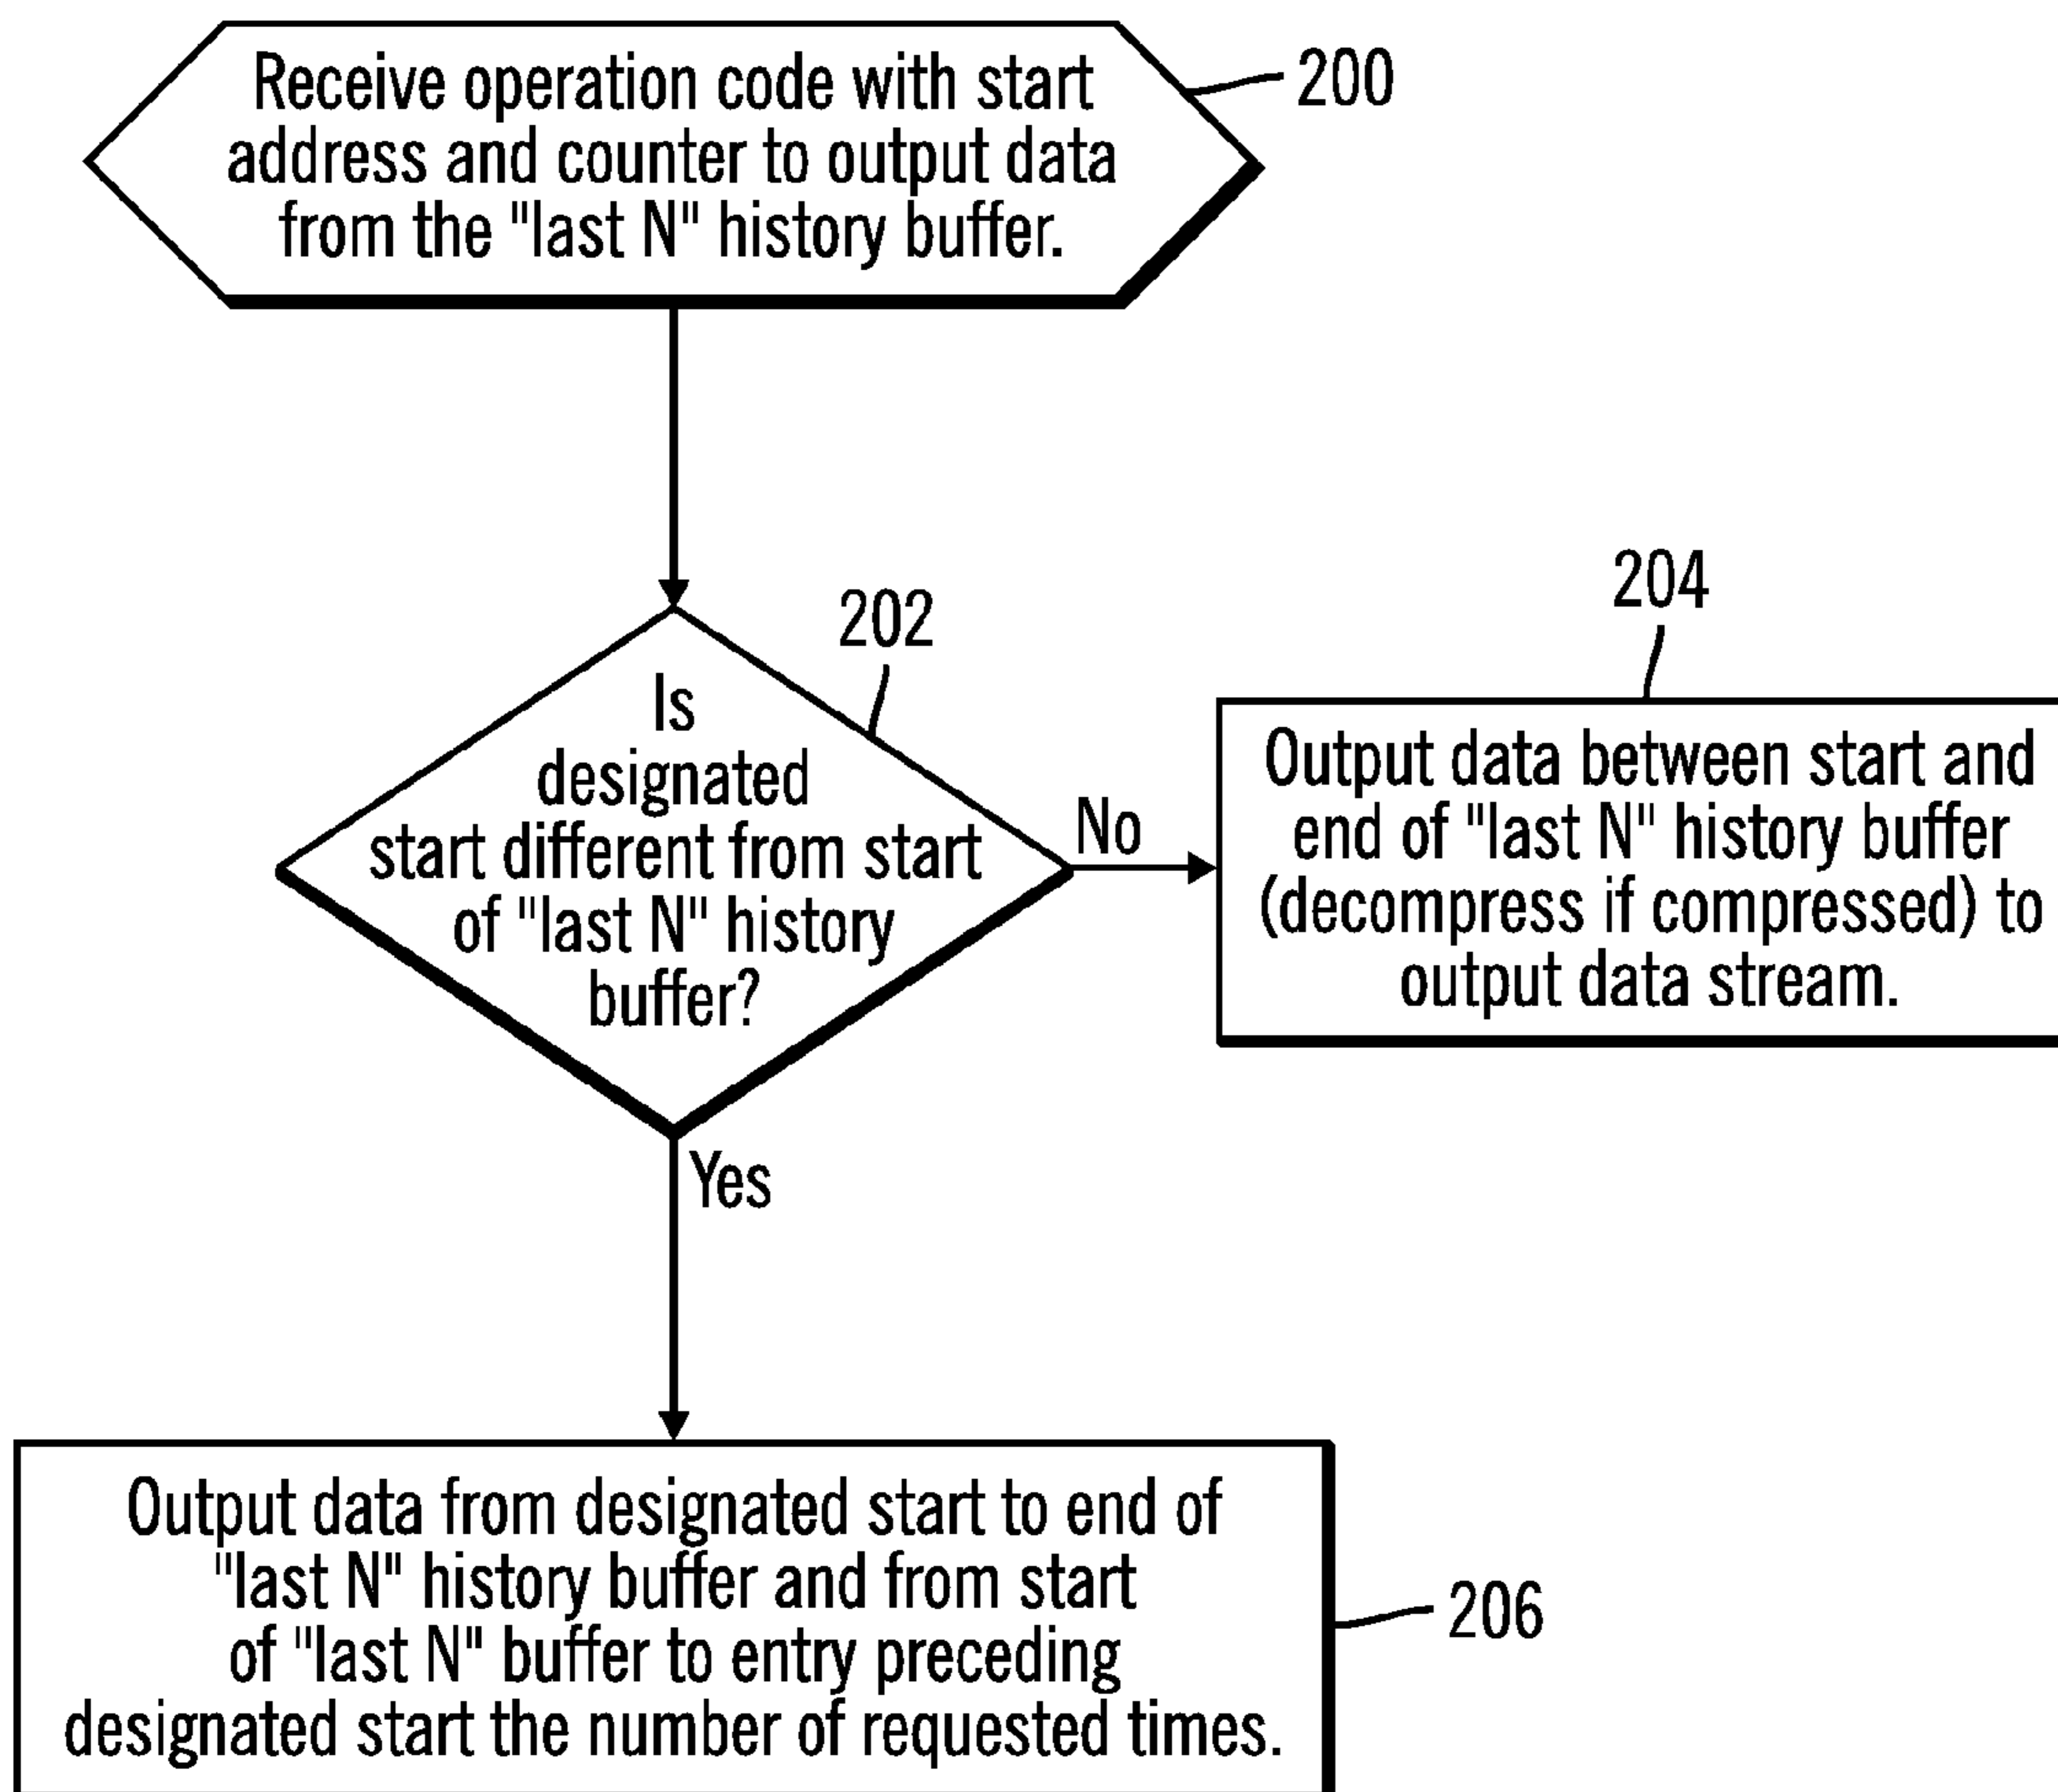 Receive operation code with start
address and counter to output data
from the "last N" history buffer.
200
202
Is
designated
start different from start
of "last N" history
buffer?
No
204
Output data between start and
end of "last N" history buffer
(decompress if compressed) to
output data stream.
Yes
Output data from designated start to end of
"last N" history buffer and from start
of "last N" buffer to entry preceding
designated start the number of requested times.
206